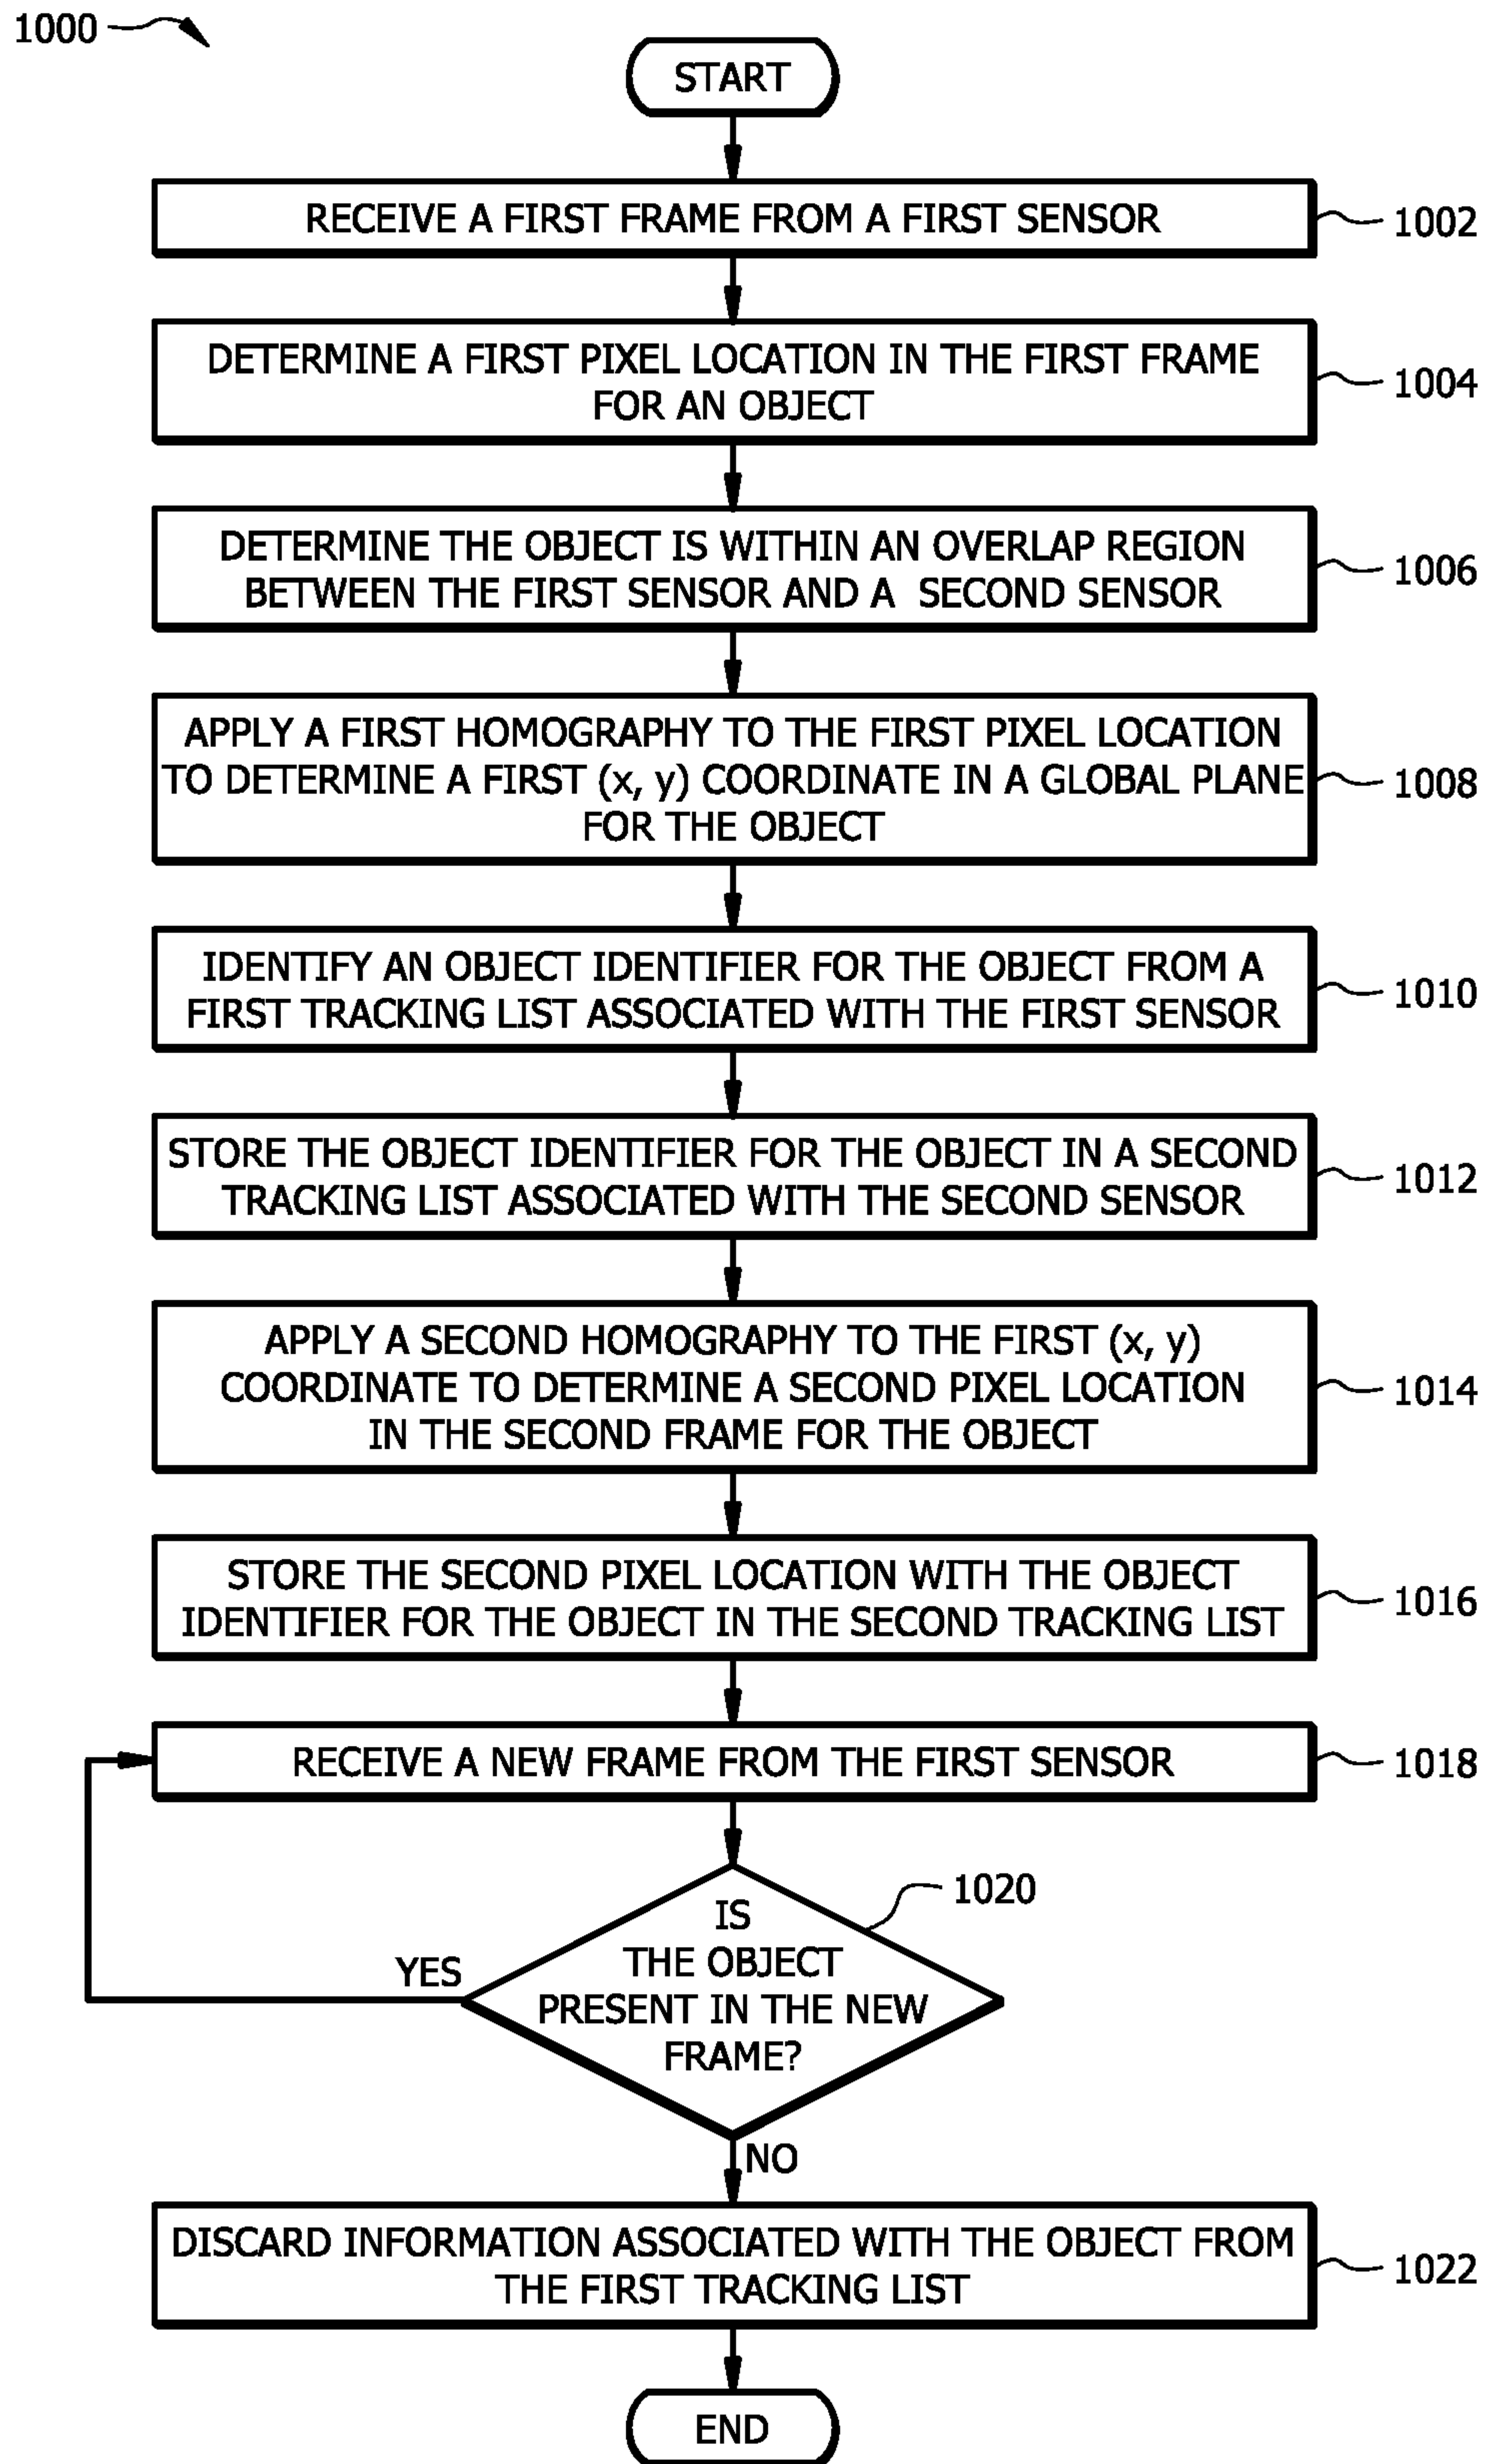 1000
START
RECEIVE A FIRST FRAME FROM A FIRST SENSOR
1002
DETERMINE A FIRST PIXEL LOCATION IN THE FIRST FRAME
FOR AN OBJECT
1004
DETERMINE THE OBJECT IS WITHIN AN OVERLAP REGION
BETWEEN THE FIRST SENSOR AND A SECOND SENSOR
1006
APPLY A FIRST HOMOGRAPHY TO THE FIRST PIXEL LOCATION
TO DETERMINE A FIRST (x, y) COORDINATE IN A GLOBAL PLANE
FOR THE OBJECT
1008
IDENTIFY AN OBJECT IDENTIFIER FOR THE OBJECT FROM A
FIRST TRACKING LIST ASSOCIATED WITH THE FIRST SENSOR
1010
STORE THE OBJECT IDENTIFIER FOR THE OBJECT IN A SECOND
TRACKING LIST ASSOCIATED WITH THE SECOND SENSOR
1012
APPLY A SECOND HOMOGRAPHY TO THE FIRST (x, y)
COORDINATE TO DETERMINE A SECOND PIXEL LOCATION
IN THE SECOND FRAME FOR THE OBJECT
1014
STORE THE SECOND PIXEL LOCATION WITH THE OBJECT
IDENTIFIER FOR THE OBJECT IN THE SECOND TRACKING LIST
1016
RECEIVE A NEW FRAME FROM THE FIRST SENSOR
1018
1020
IS
THE OBJECT
PRESENT IN THE NEW
FRAME?
YES
NO
DISCARD INFORMATION ASSOCIATED WITH THE OBJECT FROM
THE FIRST TRACKING LIST
1022
END